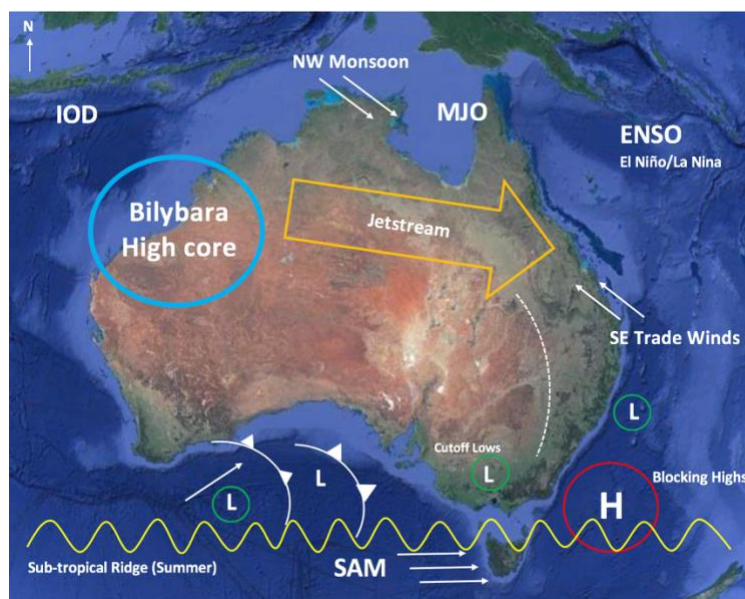 N
NW Monsoon
IOD
MJO
ENSO
El Niño/La Nina
Bilybara
High core
Jetstream
SE Trade Winds
L
Cutoff Lows
L
L
L
Blocking Highs
H
Sub-tropical Ridge (Summer)
SAM